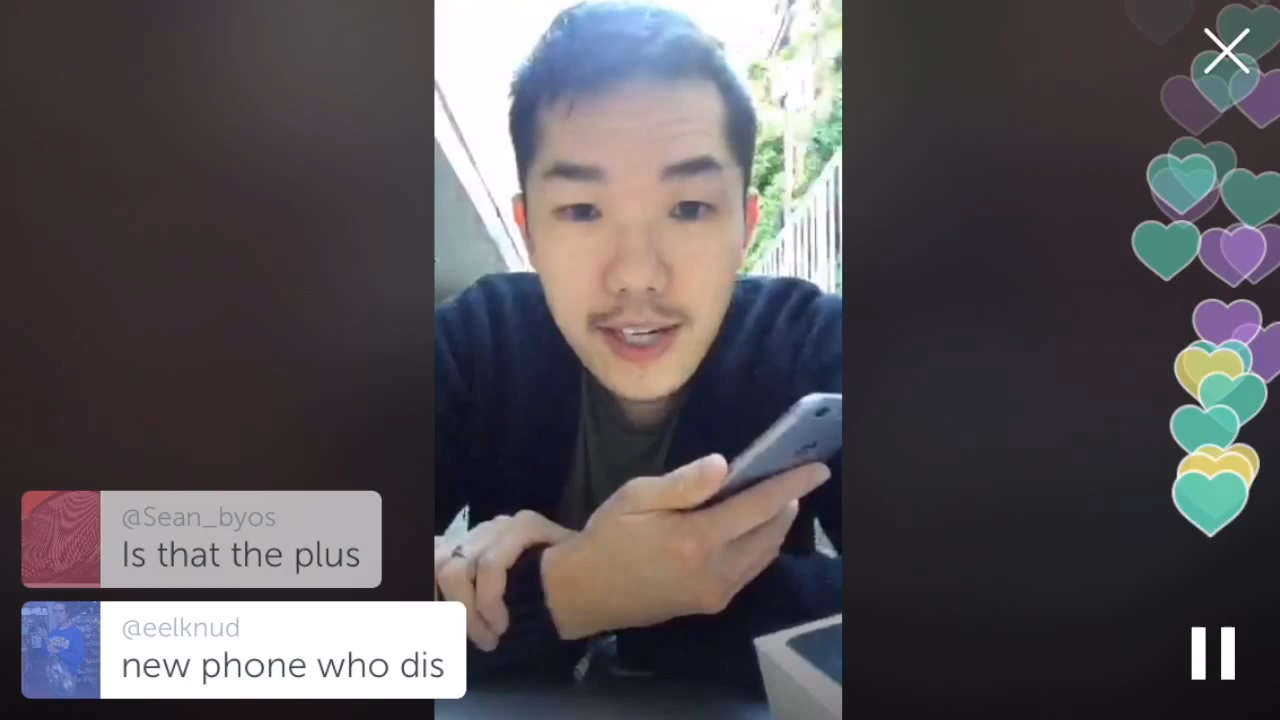 @Sean_byos
Is that the plus
@eelknud
new phone who dis